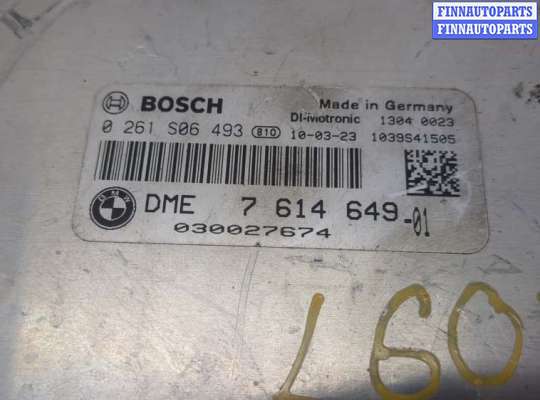 FINNAUTOPARTS
FINNAUTOPARTS
BOSCH
Made in Germany
DI-Motronic 1304 0023
0 261 S06 493 810 10-03-23 1039S41505
BMW
DME 7 614 649-01
030027674
L60